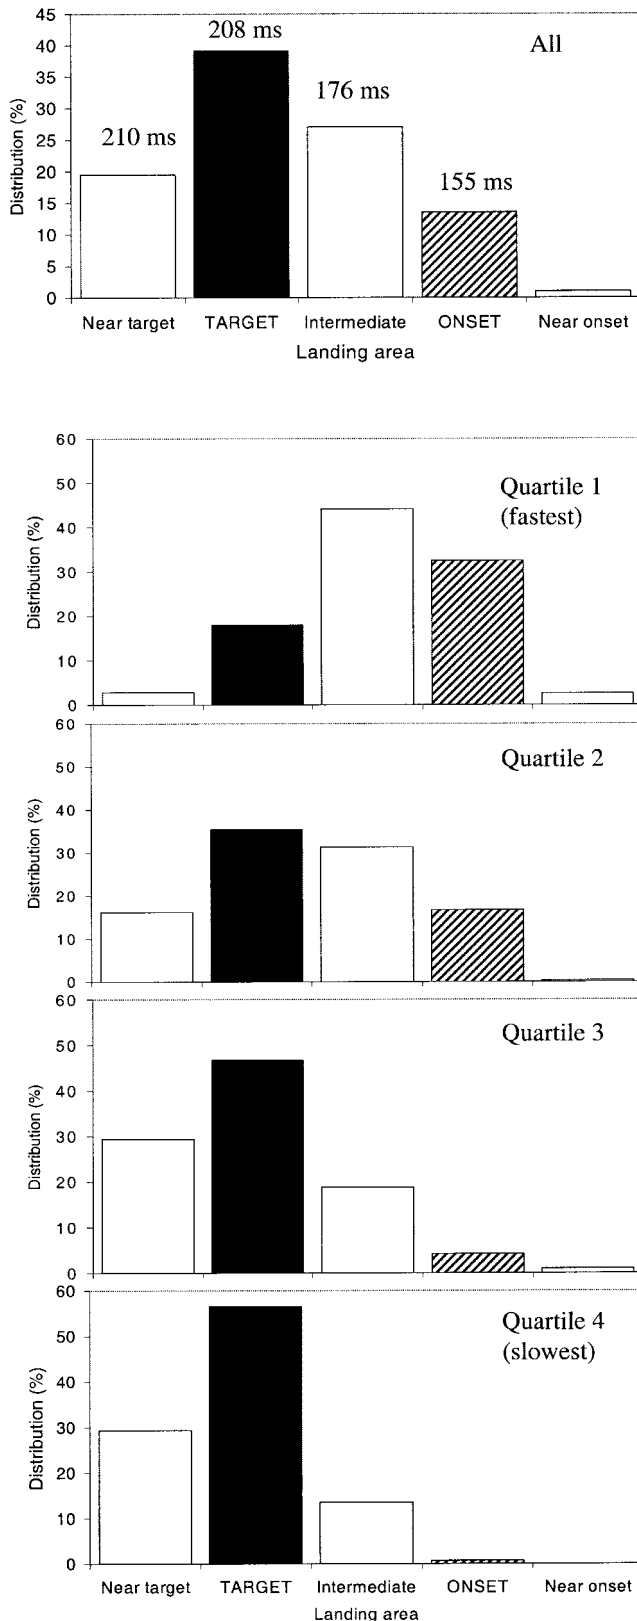 45
40
35
30
25
20
15
10
5
0
Distribution (%)
All
210 ms
208 ms
176 ms
155 ms
Near target TARGET Intermediate ONSET Near onset
Landing area
60
50
40
30
20
10
0
Distribution (%)
Quartile 1
(fastest)
60
50
40
30
20
10
0
Distribution (%)
Quartile 2
60
50
40
30
20
10
0
Distribution (%)
Quartile 3
60
50
40
30
20
10
0
Distribution (%)
Quartile 4
(slowest)
Near target TARGET Intermediate ONSET Near onset
Landing area